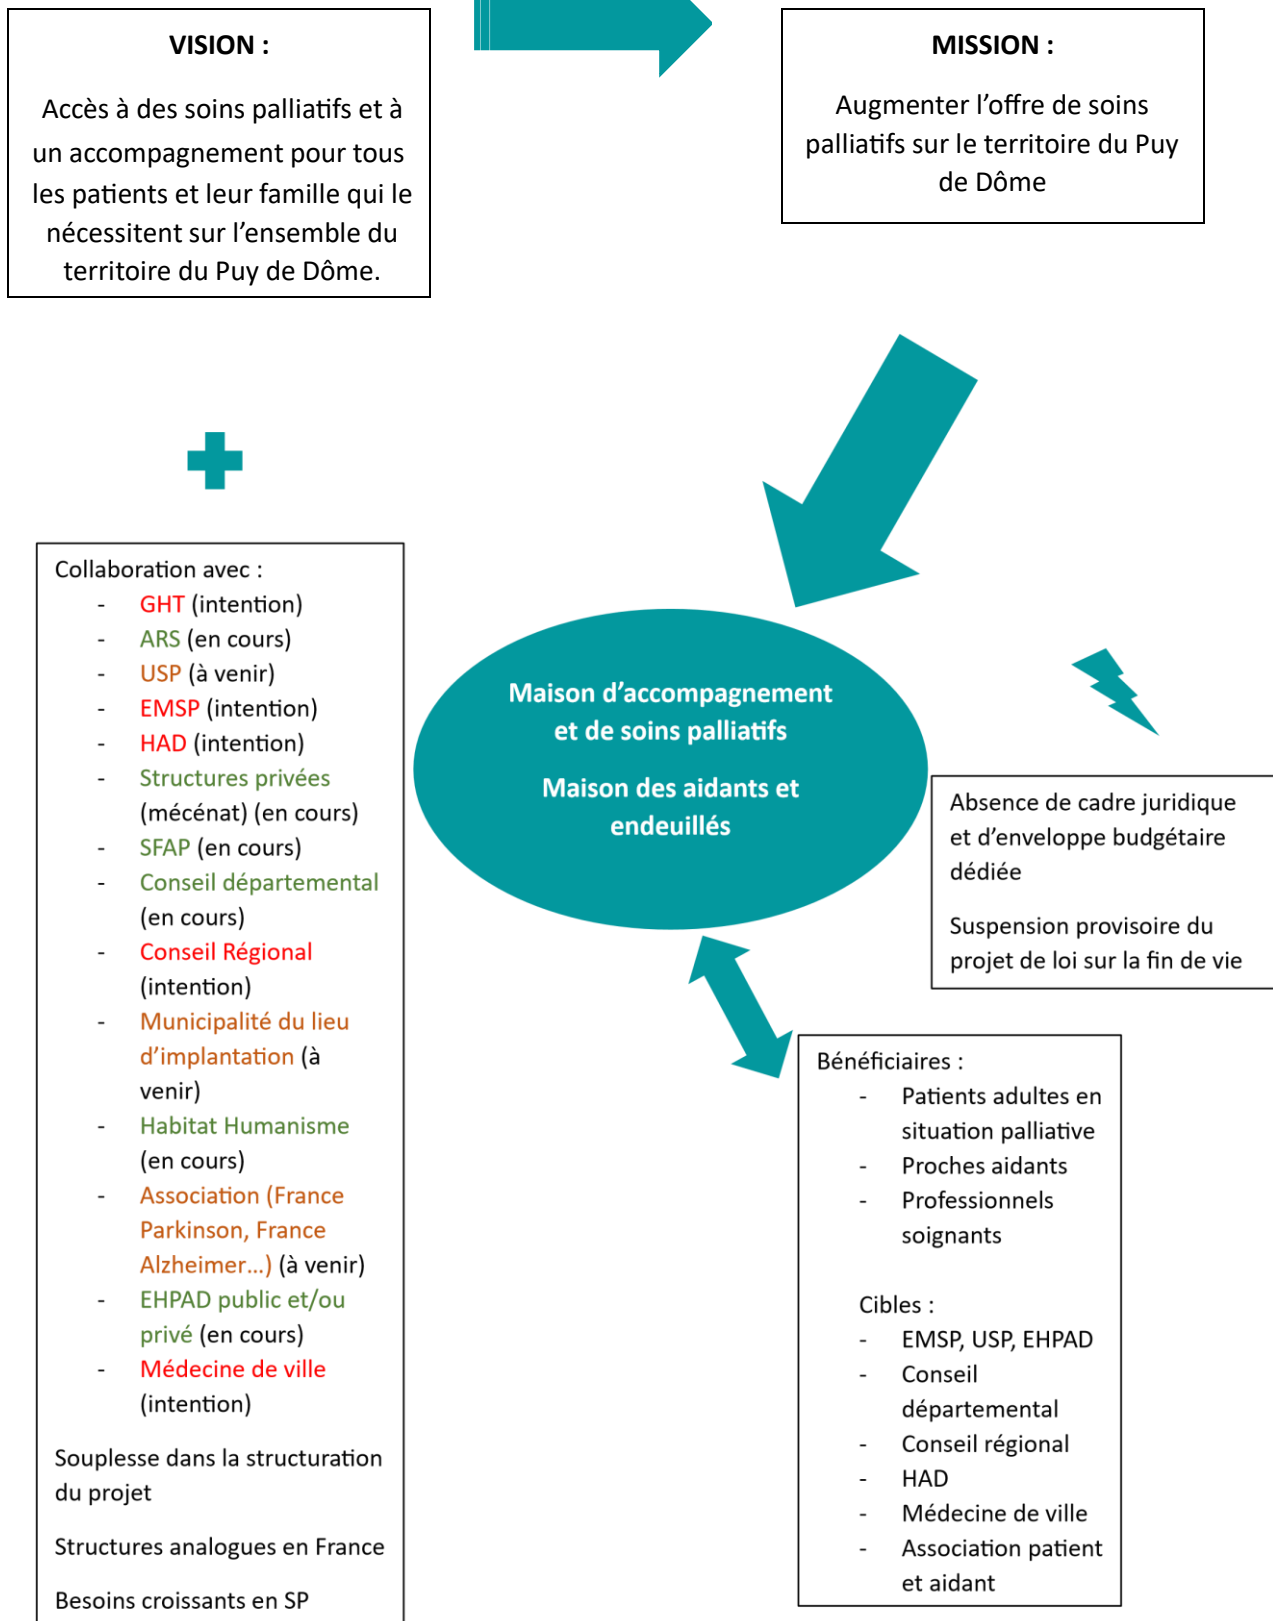 VISION :
Accès à des soins palliatifs et à
un accompagnement pour tous
les patients et leur famille qui le
nécessitent sur l’ensemble du
territoire du Puy de Dôme.
MISSION :
Augmenter l’offre de soins
palliatifs sur le territoire du Puy
de Dôme
Collaboration avec :
- GHT (intention)
- ARS (en cours)
- USP (à venir)
- EMSP (intention)
- HAD (intention)
- Structures privées
(mécénat) (en cours)
- SFAP (en cours)
- Conseil départemental
(en cours)
- Conseil Régional
(intention)
- Municipalité du lieu
d’implantation (à
venir)
- Habitat Humanisme
(en cours)
- Association (France
Parkinson, France
Alzheimer…) (à venir)
- EHPAD public et/ou
privé (en cours)
- Médecine de ville
(intention)
Souplesse dans la structuration
du projet
Structures analogues en France
Besoins croissants en SP
Maison d’accompagnement
et de soins palliatifs
Maison des aidants et
endeuillés
Absence de cadre juridique
et d’enveloppe budgétaire
dédiée
Suspension provisoire du
projet de loi sur la fin de vie
Bénéficiaires :
- Patients adultes en
situation palliative
- Proches aidants
- Professionnels
soignants
Cibles :
- EMSP, USP, EHPAD
- Conseil
départemental
- Conseil régional
- HAD
- Médecine de ville
- Association patient
et aidant